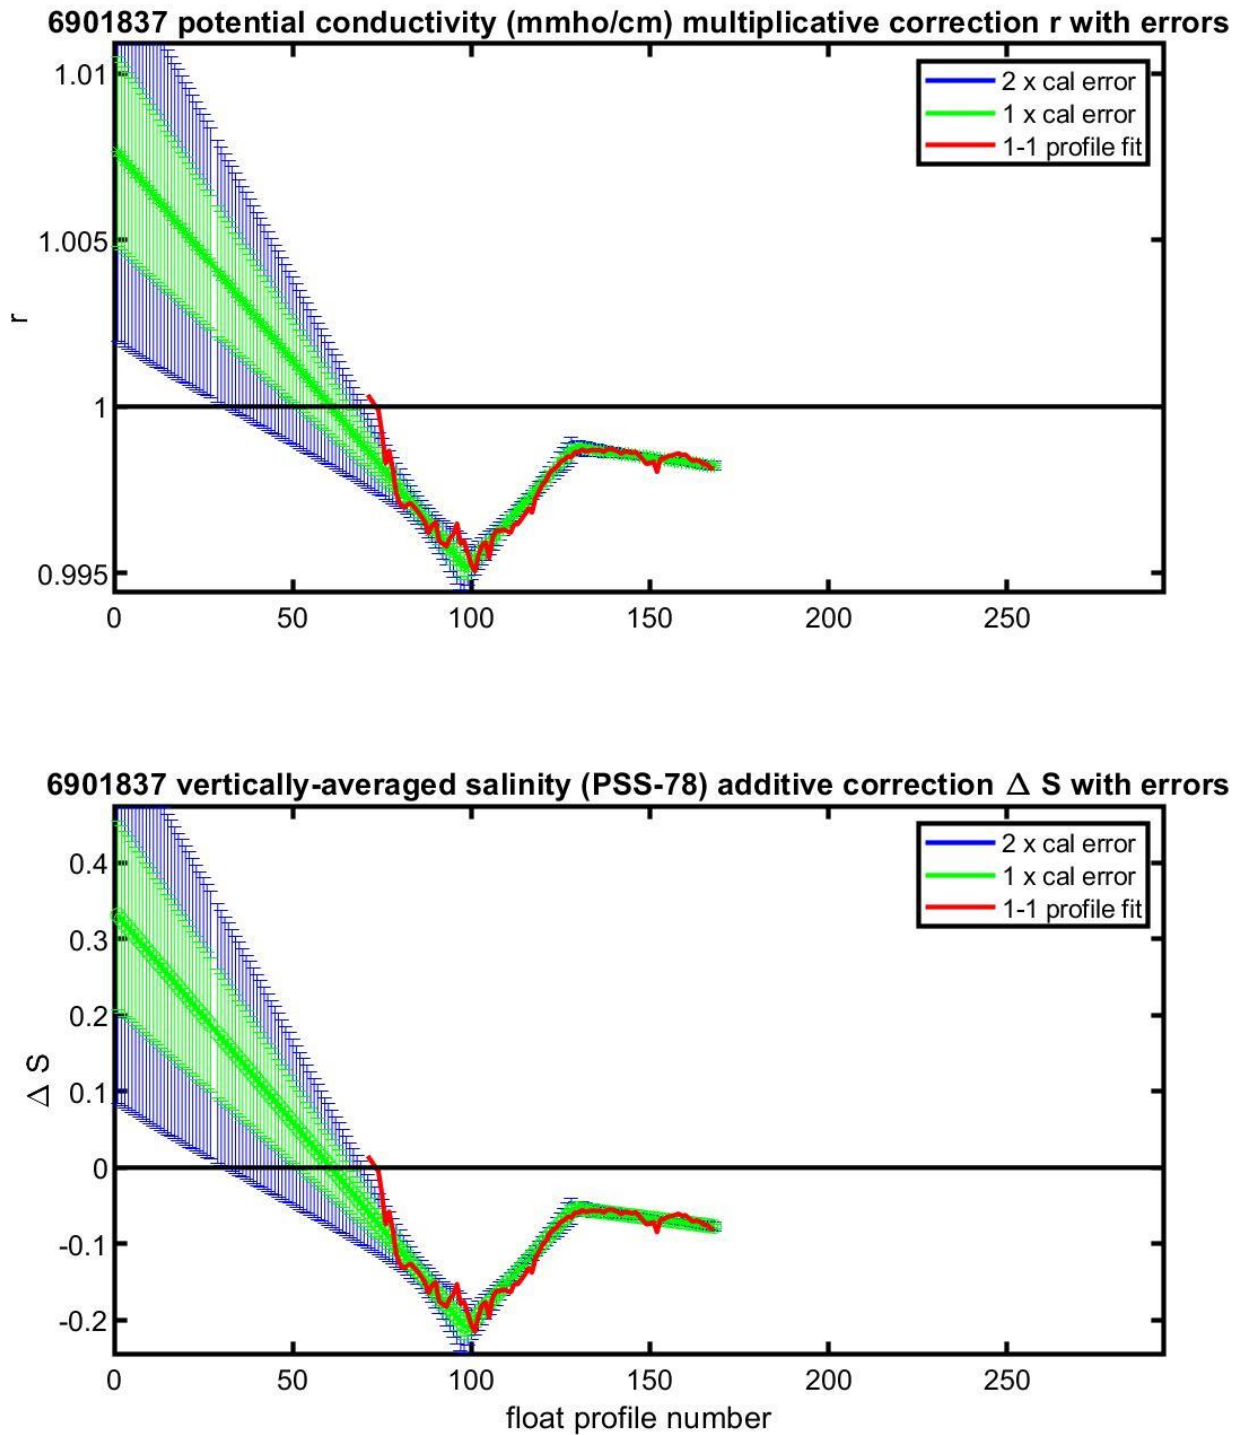 6901837 potential conductivity (mmho/cm) multiplicative correction r with errors
1.01
1.005
1
0.995
r
2 x cal error
1 x cal error
1-1 profile fit
0 50 100 150 200 250
6901837 vertically-averaged salinity (PSS-78) additive correction Δ S with errors
0.4
0.3
0.2
0.1
0
-0.1
-0.2
Δ S
2 x cal error
1 x cal error
1-1 profile fit
0 50 100 150 200 250
float profile number